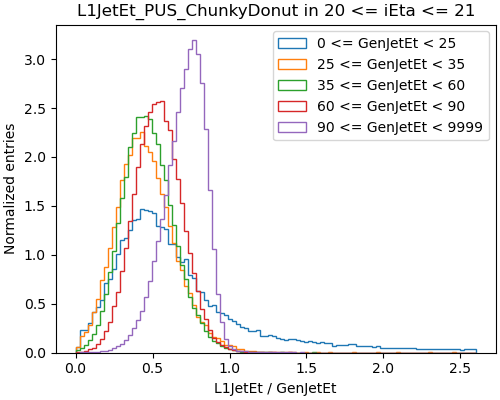 L1JetEt_PUS_ChunkyDonut in 20 <= iEta <= 21
0 <= GenJetEt < 25
25 <= GenJetEt < 35
35 <= GenJetEt < 60
60 <= GenJetEt < 90
90 <= GenJetEt < 9999
Normalized entries
3.0
2.5
2.0
1.5
1.0
0.5
0.0
0.0 0.5 1.0 1.5 2.0 2.5
L1JetEt / GenJetEt